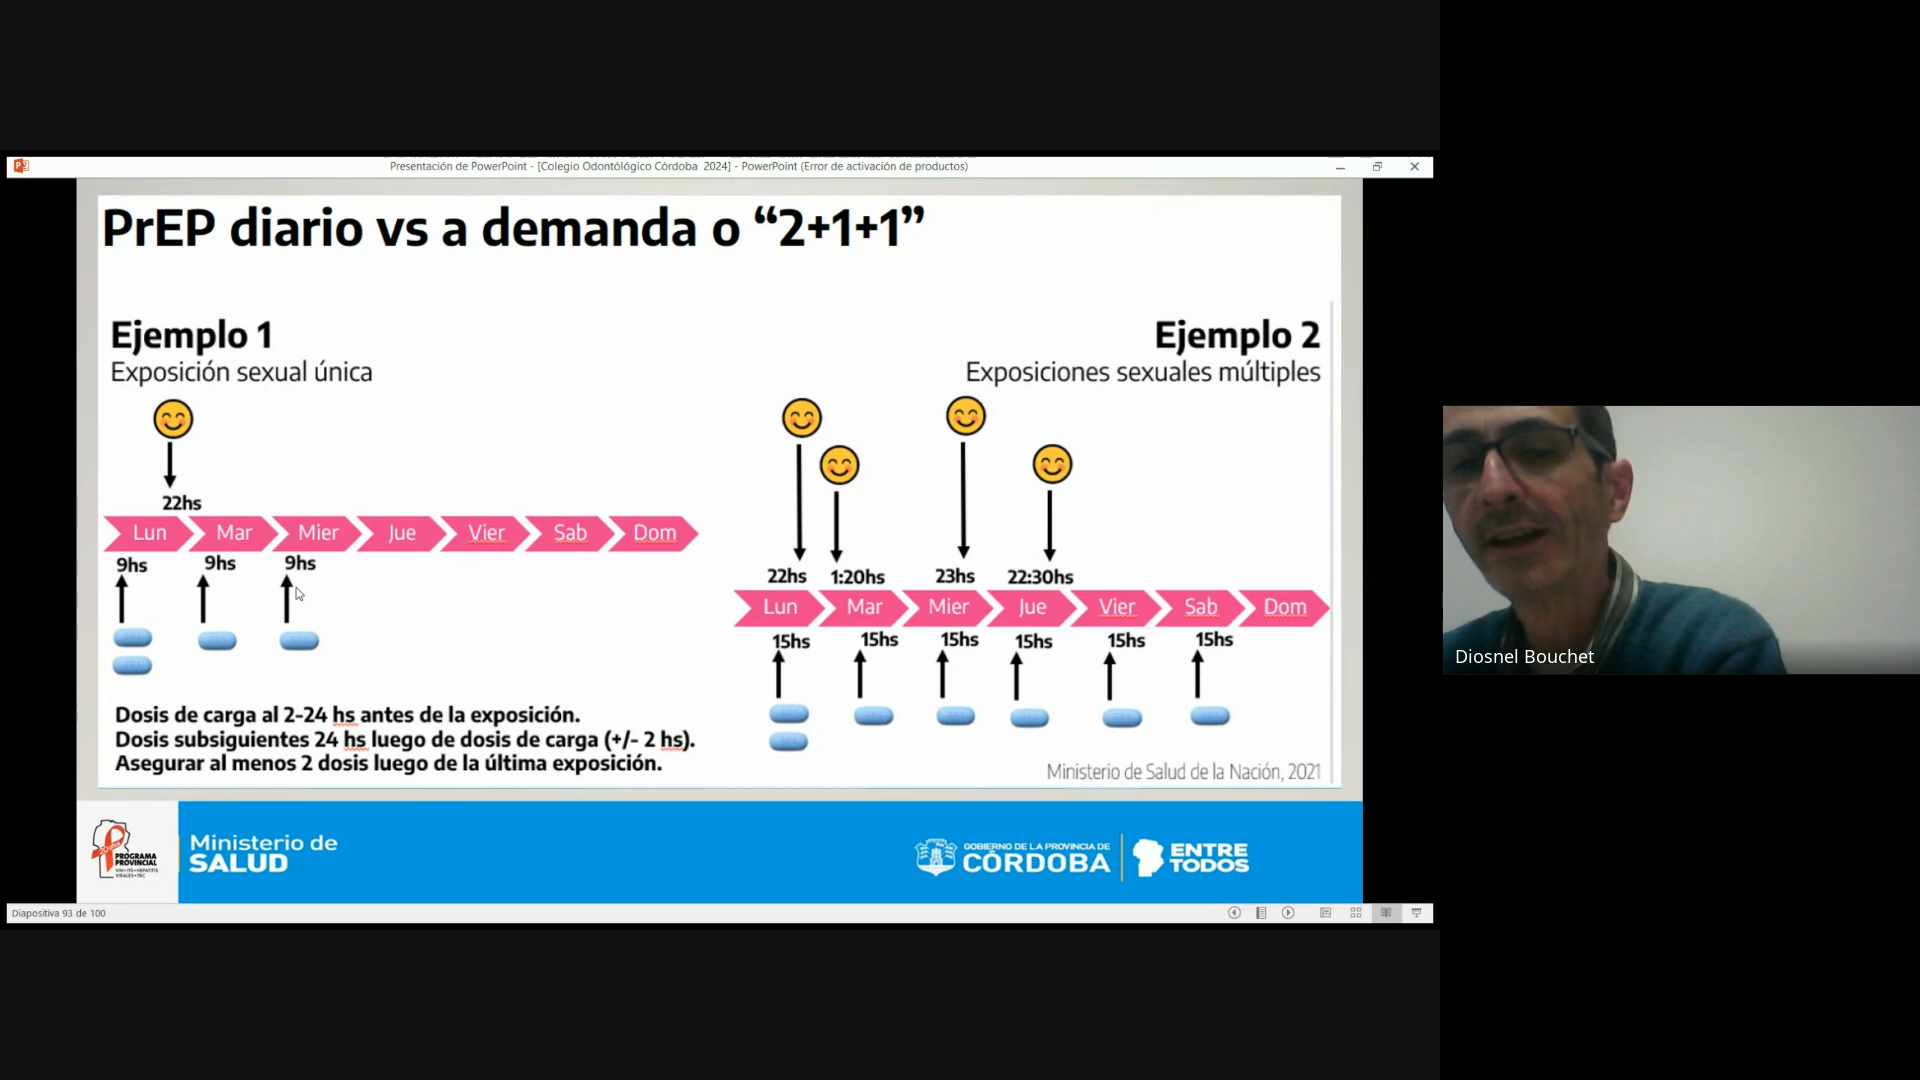 Presentación de PowerPoint - [Colegio Odontólógico Córdoba 2024] - PowerPoint (Error de activación de productos)
PrEP diario vs a demanda o “2+1+1”
Ejemplo 1
Exposición sexual única
22hs
Lun Mar Mier Jue Vier Sab Dom
9hs 9hs 9hs
Dosis de carga al 2-24 hs antes de la exposición.
Dosis subsiguientes 24 hs luego de dosis de carga (+/- 2 hs).
Asegurar al menos 2 dosis luego de la última exposición.
Ejemplo 2
Exposiciones sexuales múltiples
22hs 1:20hs 23hs 22:30hs
Lun Mar Mier Jue Vier Sab Dom
15hs 15hs 15hs 15hs 15hs 15hs
Ministerio de Salud de la Nación, 2021
PROGRAMA
PROVINCIAL
Ministerio de
SALUD
GOBIERNO DE LA PROVINCIA DE
CÓRDOBA
ENTRE
TODOS
Diapositiva 93 de 100
Diosnel Bouchet